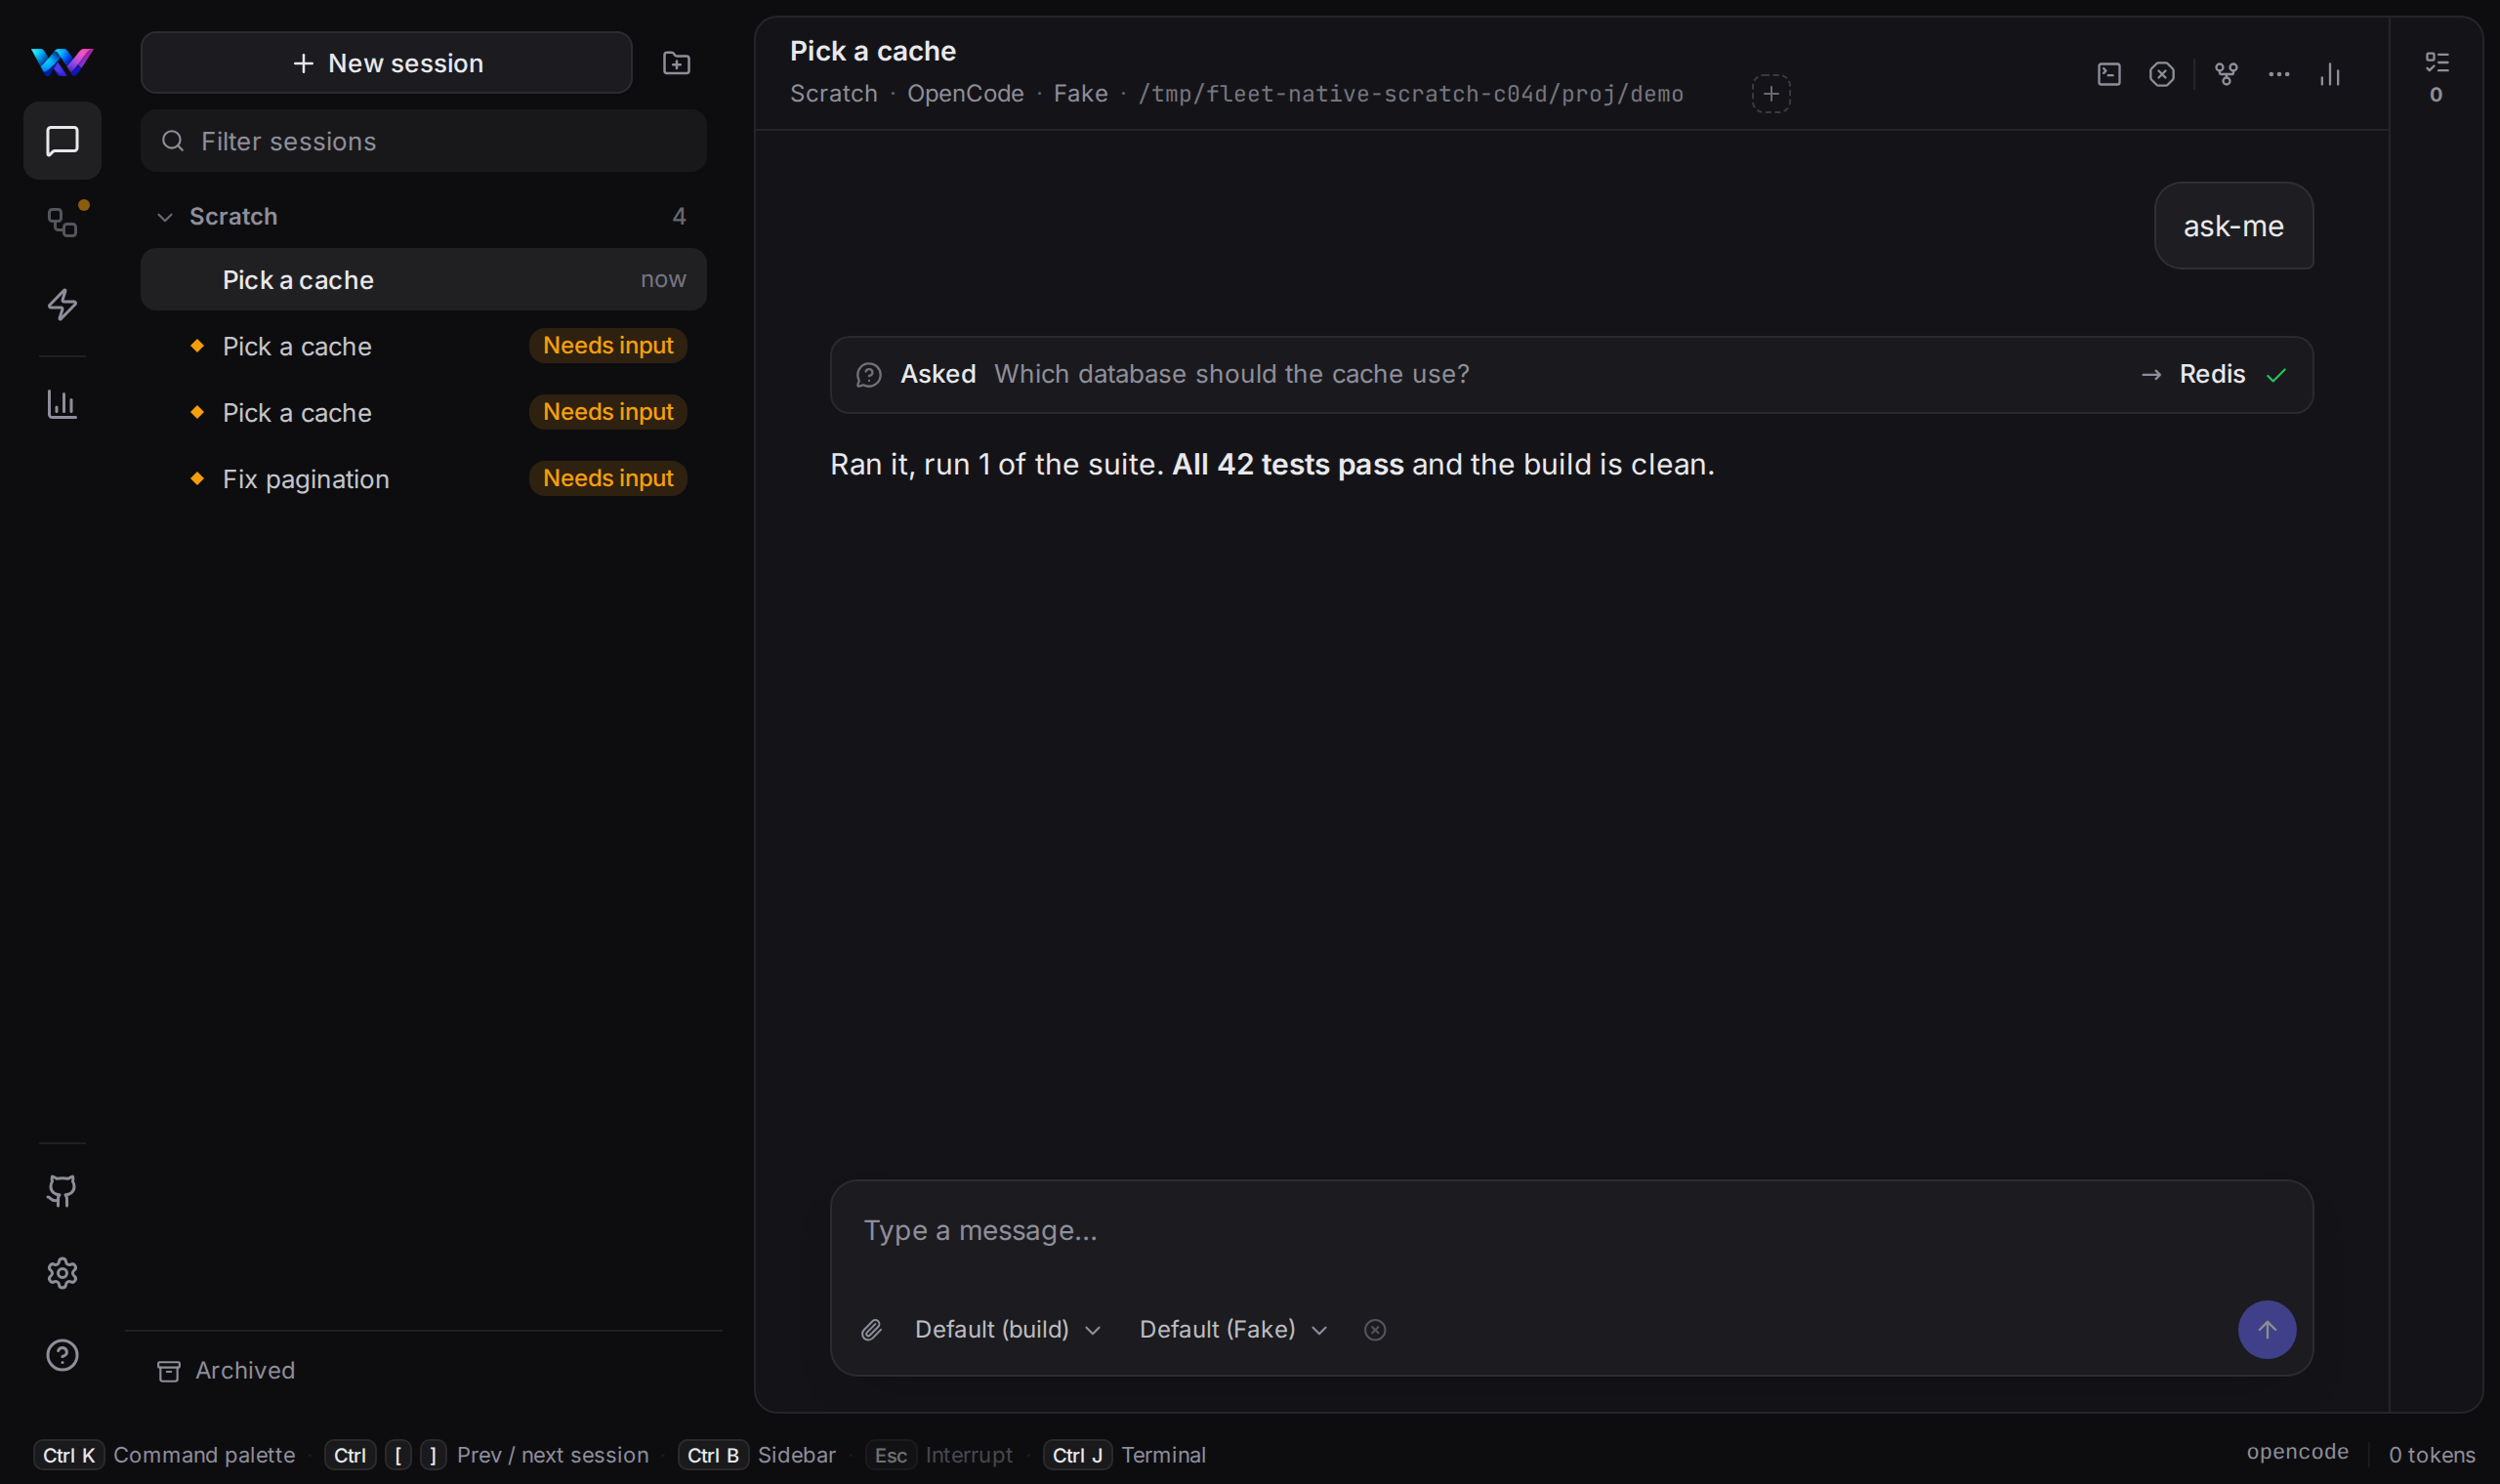 New session
Filter sessions
Scratch 4
Pick a cache now
Pick a cache Needs input
Pick a cache Needs input
Fix pagination Needs input
Archived
Pick a cache
Scratch · OpenCode · Fake · /tmp/fleet-native-scratch-c04d/proj/demo
0
ask-me
Asked Which database should the cache use? → Redis
Ran it, run 1 of the suite. All 42 tests pass and the build is clean.
Type a message...
Default (build) Default (Fake)
Ctrl K Command palette · Ctrl [ ] Prev / next session · Ctrl B Sidebar · Esc Interrupt · Ctrl J Terminal
opencode 0 tokens